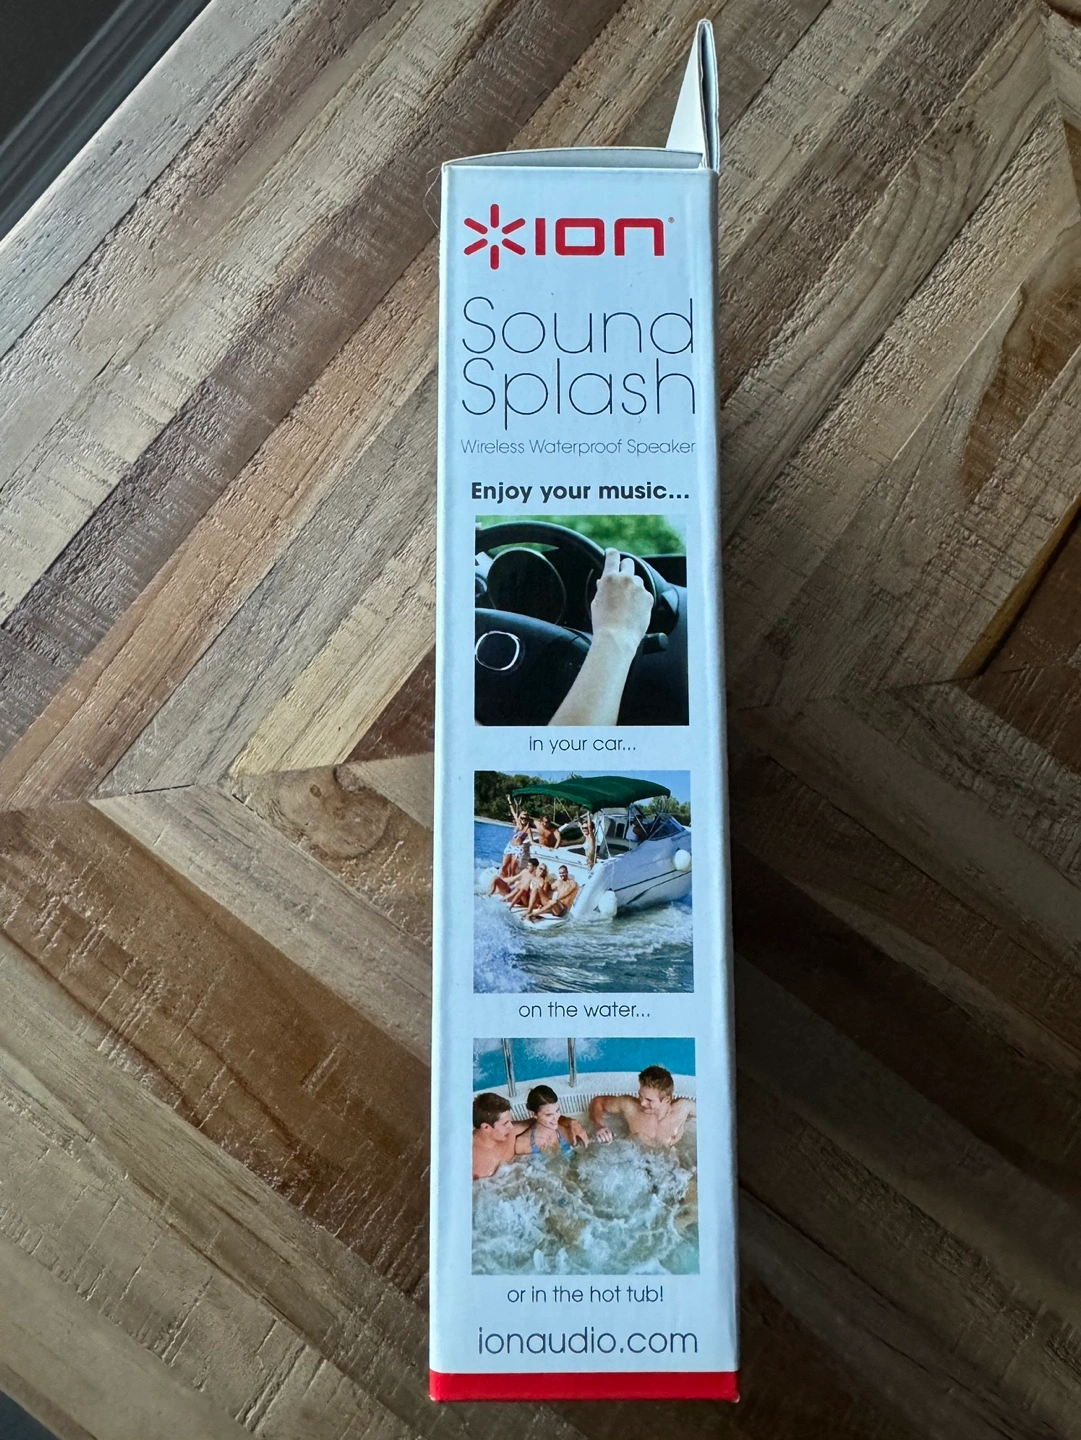 ION®
Sound
Splash
Wireless Waterproof Speaker
Enjoy your music...
in your car...
on the water...
or in the hot tub!
ionaudio.com